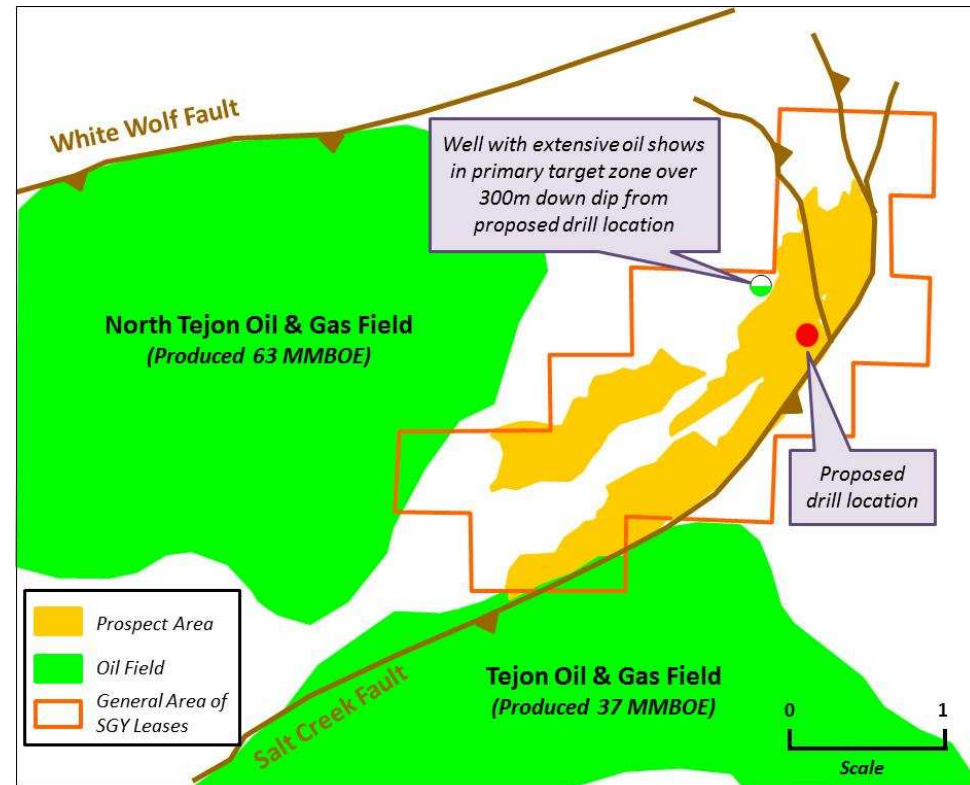 White Wolf Fault
Well with extensive oil shows
in primary target zone over
300m down dip from
proposed drill location
North Tejon Oil & Gas Field
(Produced 63 MMBOE)
Proposed
drill location
Prospect Area
Oil Field
General Area of
SGY Leases
Salt Creek Fault
Tejon Oil & Gas Field
(Produced 37 MMBOE)
0 1
Scale